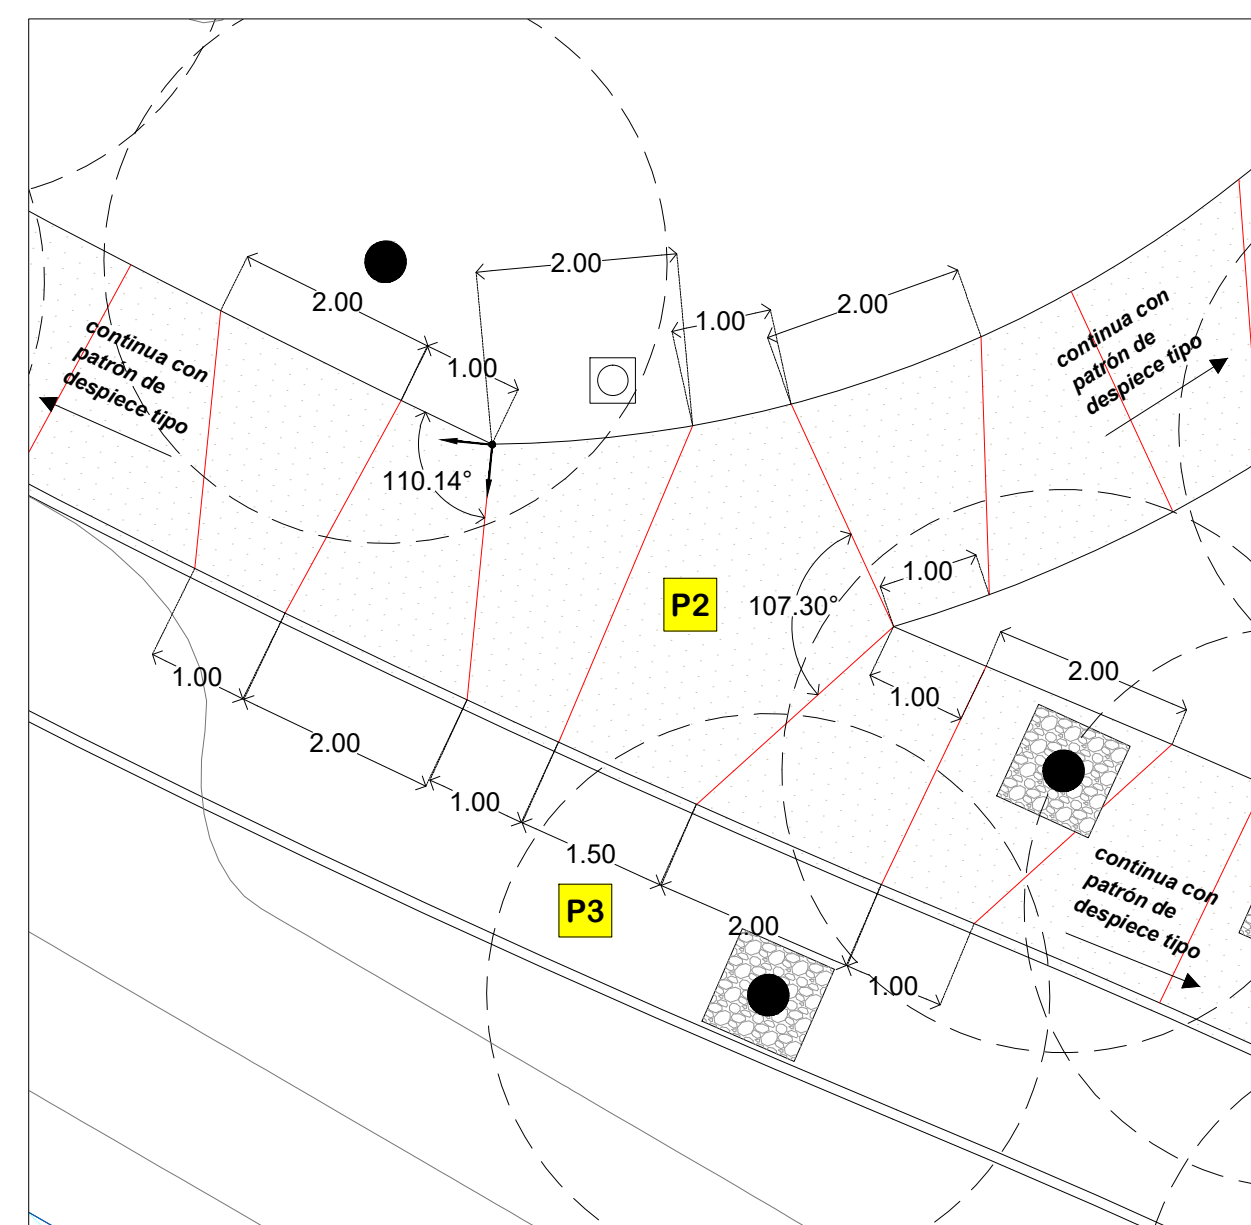 2.00
2.00
1.00
2.00
1.00
continua con
patrón de
despiece tipo
continua con
patrón de
despiece tipo
110.14°
1.00
P2
107.30°
1.00
1.00
2.00
2.00
1.00
1.50
P3
2.00
1.00
continua con
patrón de
despiece tipo